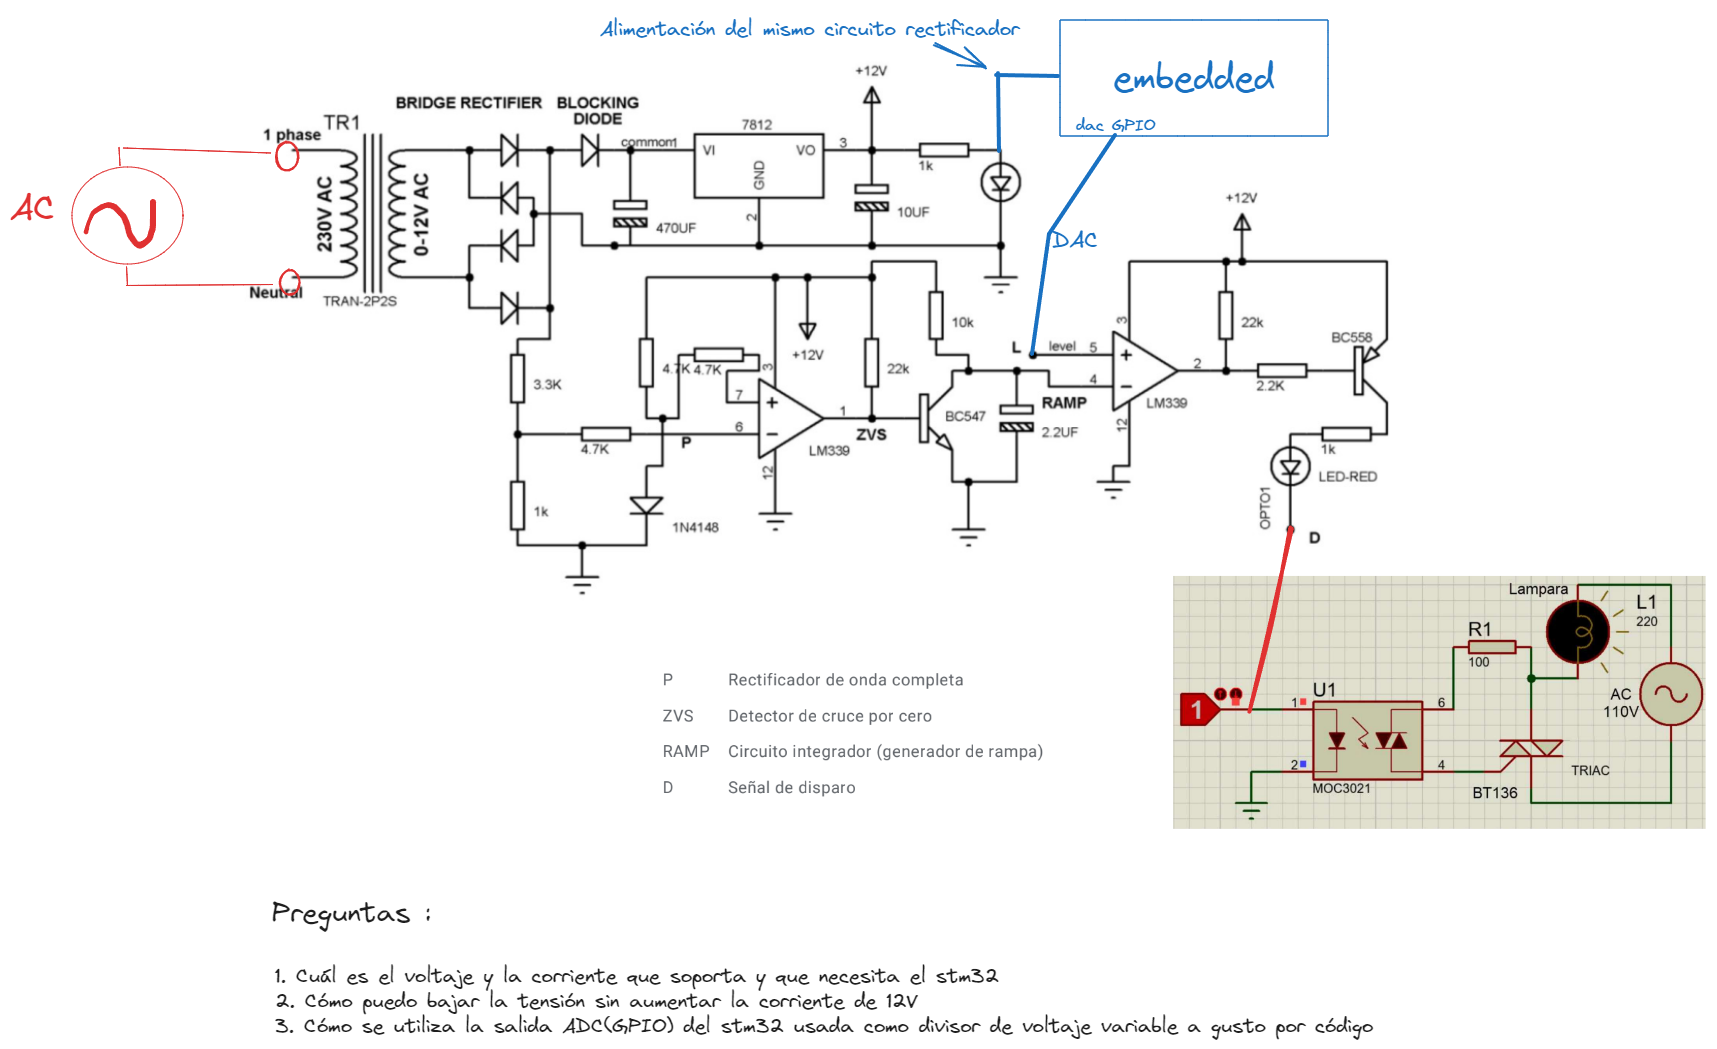 Alimentación del mismo circuito rectificador
embedded
dac GPIO
+12V
BRIDGE RECTIFIER
BLOCKING
DIODE
TR1
1 phase
7812
common1
VI
VO
3
GND
2
1k
230V AC
0-12V AC
AC
470UF
10UF
DAC
+12V
Neutral
TRAN-2P2S
10k
22k
BC558
L
level
5
3
+12V
4.7K
4.7K
3
22k
3.3K
7
2
2.2K
4
RAMP
LM339
BC547
1
ZVS
2.2UF
12
P
6
4.7K
LM339
12
1k
LED-RED
OPTO1
1k
1N4148
D
Lampara
L1
220
R1
100
P Rectificador de onda completa
U1
AC
110V
1
1
6
ZVS Detector de cruce por cero
RAMP Circuito integrador (generador de rampa)
2
4
TRIAC
D Señal de disparo
MOC3021
BT136
Preguntas :
1. Cuál es el voltaje y la corriente que soporta y que necesita el stm32
2. Cómo puedo bajar la tensión sin aumentar la corriente de 12V
3. Cómo se utiliza la salida ADC(GPIO) del stm32 usada como divisor de voltaje variable a gusto por código